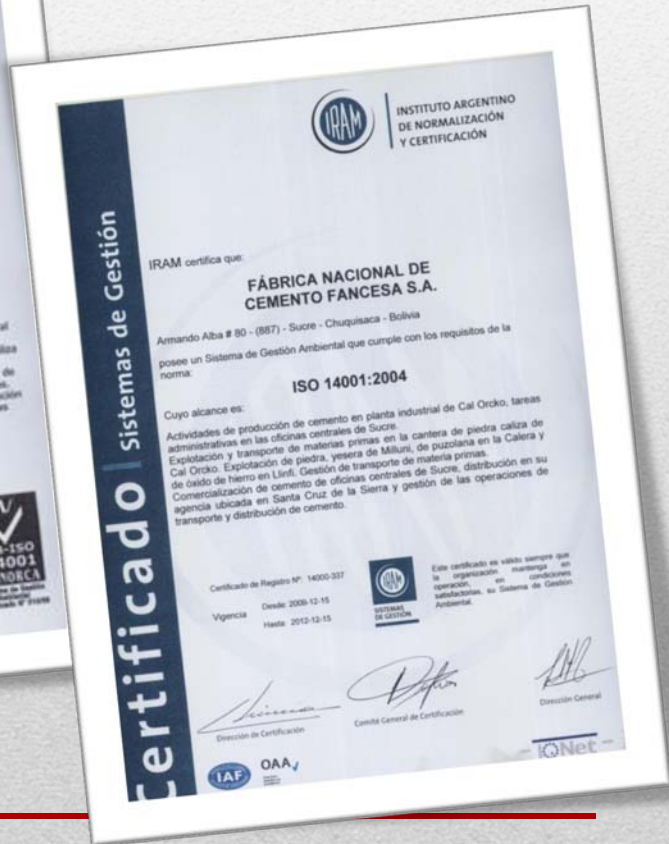 IRAM
INSTITUTO ARGENTINO
DE NORMALIZACIÓN
Y CERTIFICACIÓN
Certificado | Sistemas de Gestión
IRAM certifica que:
FÁBRICA NACIONAL DE
CEMENTO FANCESA S.A.
Armando Alba # 80 - (887) - Sucre - Chuquisaca - Bolivia
posee un Sistema de Gestión Ambiental que cumple con los requisitos de la
norma:
ISO 14001:2004
Cuyo alcance es:
Actividades de producción de cemento en planta industrial de Cal Orcko, tareas
administrativas en las oficinas centrales de Sucre.
Explotación y transporte de materias primas en la cantera de piedra caliza de
Cal Orcko. Explotación de piedra, yesera de Milluni, de puzolana en la Calera y
de óxido de hierro en Llinfi. Gestión de transporte de materia primas.
Comercialización de cemento de oficinas centrales de Sucre, distribución en su
agencia ubicada en Santa Cruz de la Sierra y gestión de las operaciones de
transporte y distribución de cemento.
Certificado de Registro Nº: 14000-337
Vigencia
Desde: 2009-12-15
Hasta: 2012-12-15
IRAM
SISTEMAS
DE GESTIÓN
Este certificado es válido siempre que
la organización mantenga en
operación, en condiciones
satisfactorias, su Sistema de Gestión
Ambiental.
Dirección de Certificación
Comité General de Certificación
Dirección General
IAF
OAA
IQNet
de
4001